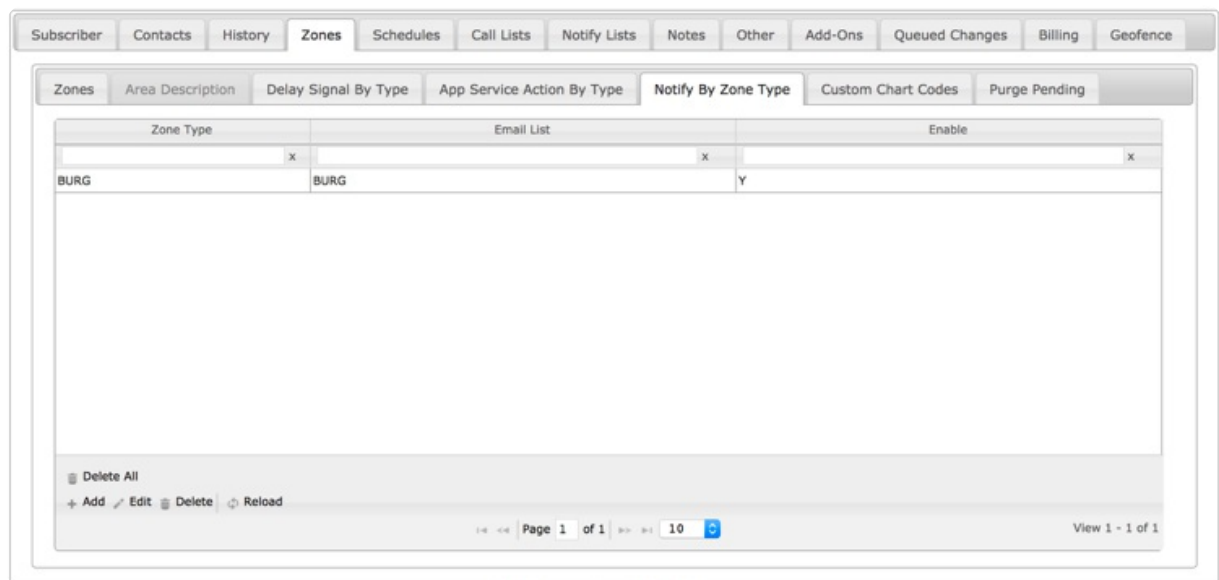 Subscriber Contacts History Zones Schedules Call Lists Notify Lists Notes Other Add-Ons Queued Changes Billing Geofence
Zones Area Description Delay Signal By Type App Service Action By Type Notify By Zone Type Custom Chart Codes Purge Pending
Zone Type Email List Enable
x x x
BURG BURG Y
Delete All
Add Edit Delete Reload
Page 1 of 1 10 View 1 - 1 of 1